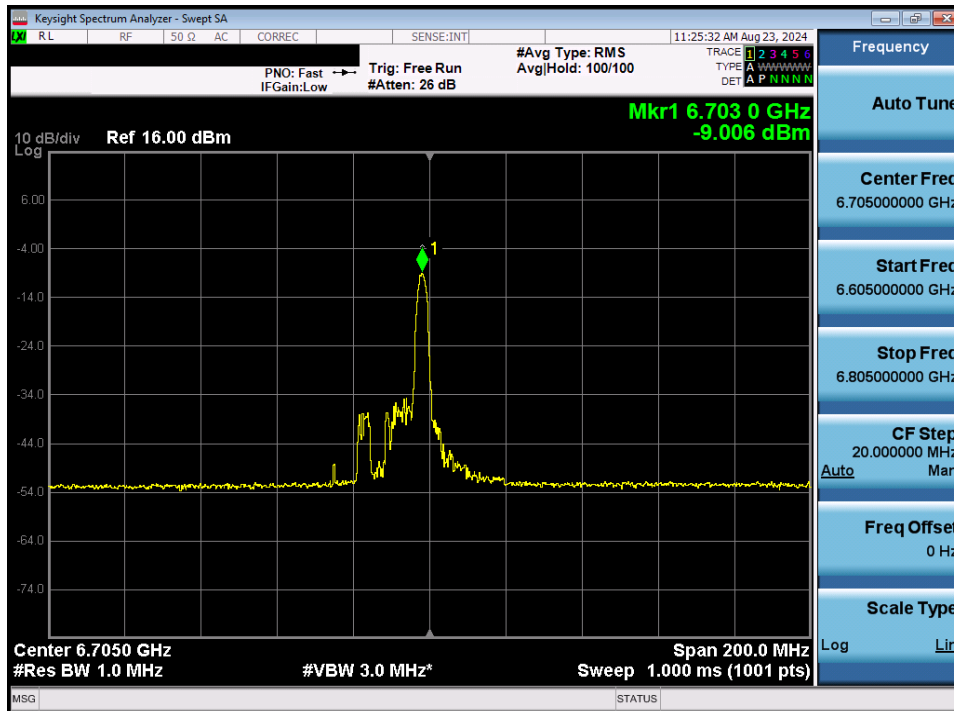 Keysight Spectrum Analyzer - Swept SA
LXI RL RF 50 Ω AC CORREC SENSE:INT 11:25:32 AM Aug 23, 2024
#Avg Type: RMS TRACE 1 2 3 4 5 6
PNO: Fast Trig: Free Run Avg|Hold: 100/100 TYPE A WWWWW
IFGain:Low #Atten: 26 dB DET A P N N N N
Mkr1 6.703 0 GHz
-9.006 dBm
10 dB/div Ref 16.00 dBm
Log
6.00
-4.00
1
-14.0
-24.0
-34.0
-44.0
-54.0
-64.0
-74.0
Center 6.7050 GHz Span 200.0 MHz
#Res BW 1.0 MHz #VBW 3.0 MHz* Sweep 1.000 ms (1001 pts)
MSG STATUS
Frequency
Auto Tune
Center Freq
6.705000000 GHz
Start Freq
6.605000000 GHz
Stop Freq
6.805000000 GHz
CF Step
20.000000 MHz
Auto Man
Freq Offset
0 Hz
Scale Type
Log Lin